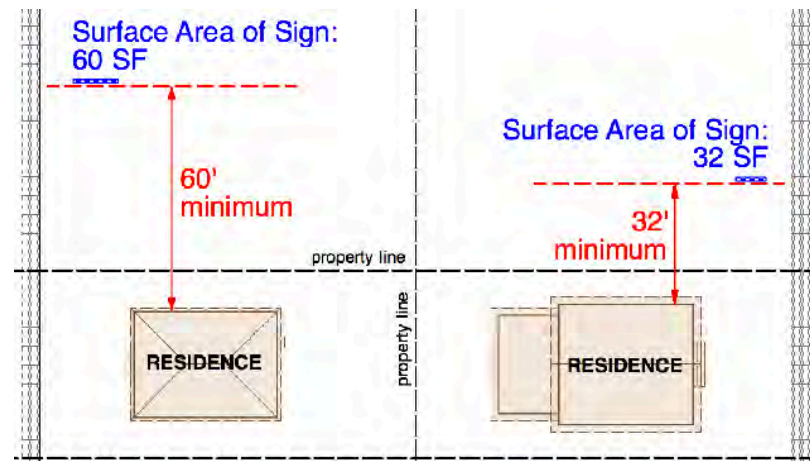 Surface Area of Sign:
60 SF
Surface Area of Sign:
32 SF
60'
minimum
32'
minimum
property line
property line
RESIDENCE
RESIDENCE